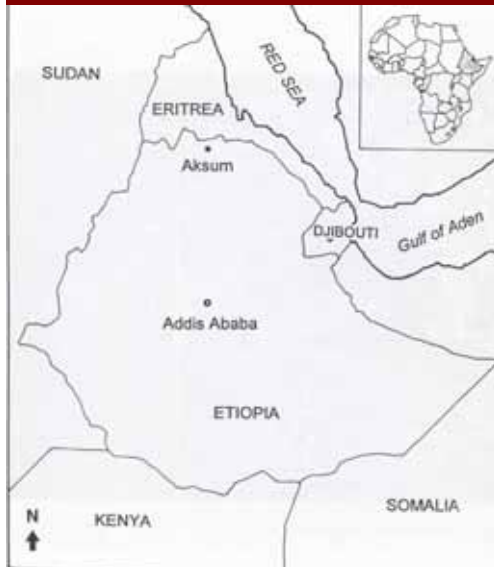 SUDAN
RED SEA
ERITREA
Aksum
DJIBOUTI
Gulf of Aden
Addis Ababa
ETIOPIA
SOMALIA
N
KENYA